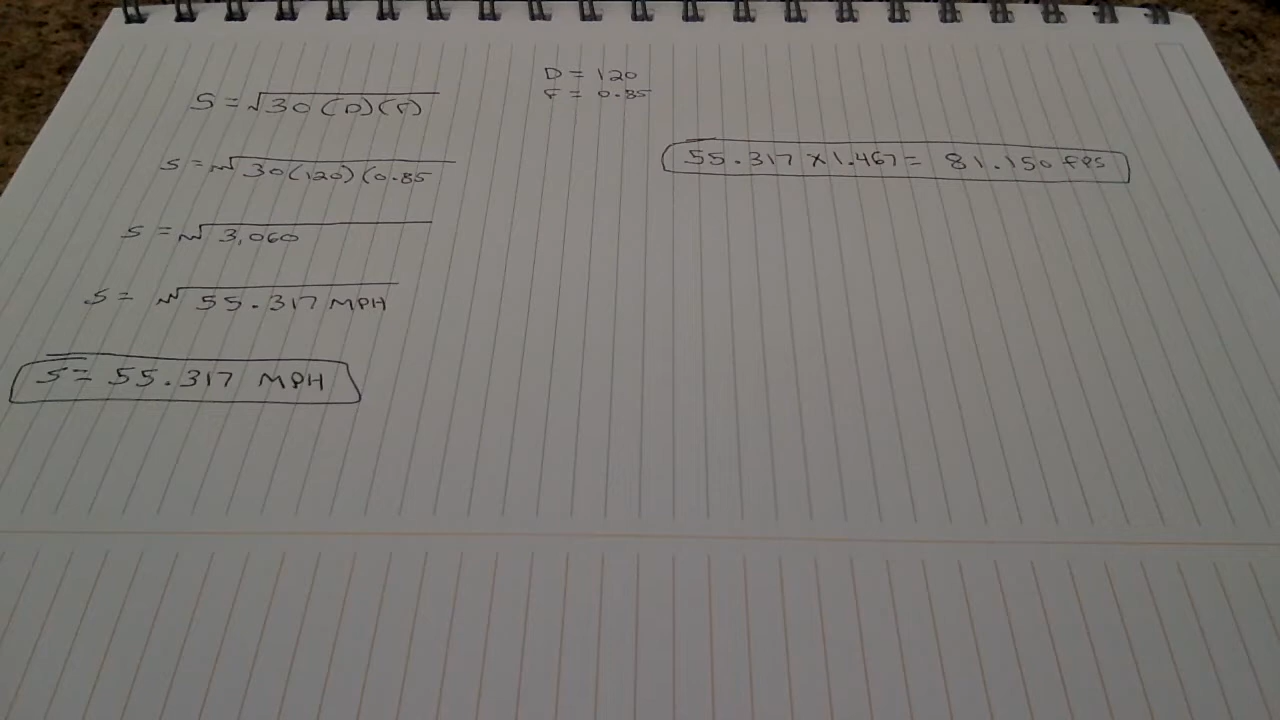 S = √30(D)(F)
S = √30(120)(0.85
S = √3,060
S = √55.317 MPH
S = 55.317 MPH
D = 120
F = 0.85
55.317 x 1.467 = 81.150 fps